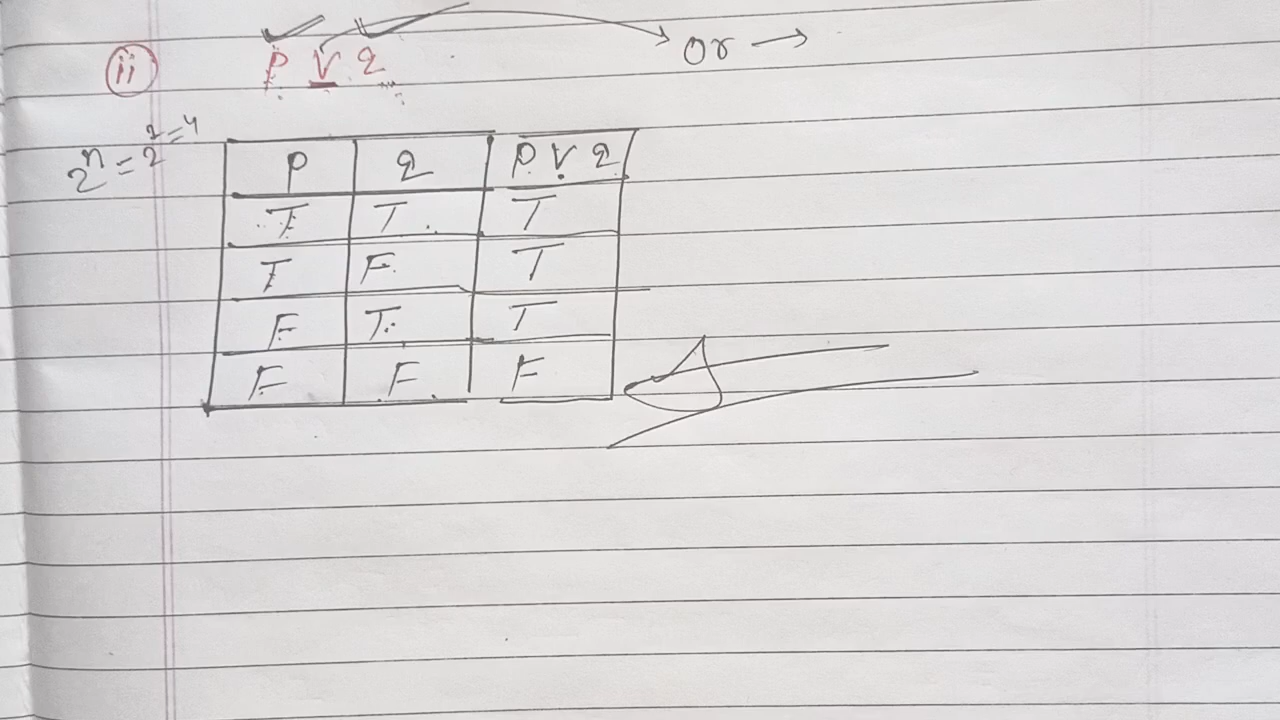 ii P V q Or →
2^n = 2^2 = 4
P q P V q
T T T
T F T
F T T
F F F